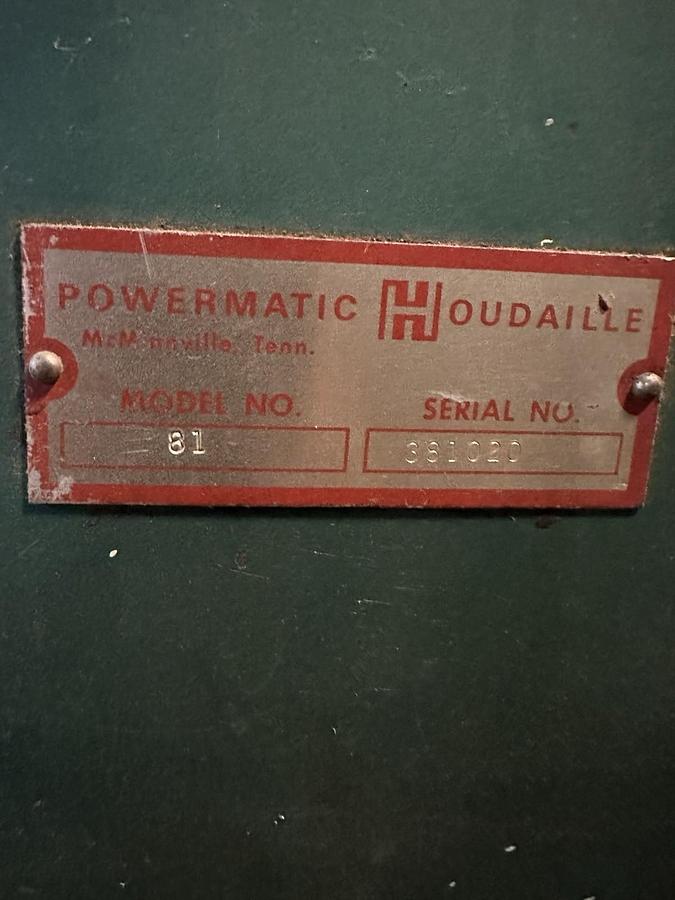 POWERMATIC HOUDAILLE
McMinnville, Tenn.
MODEL NO. SERIAL NO.
81 381020